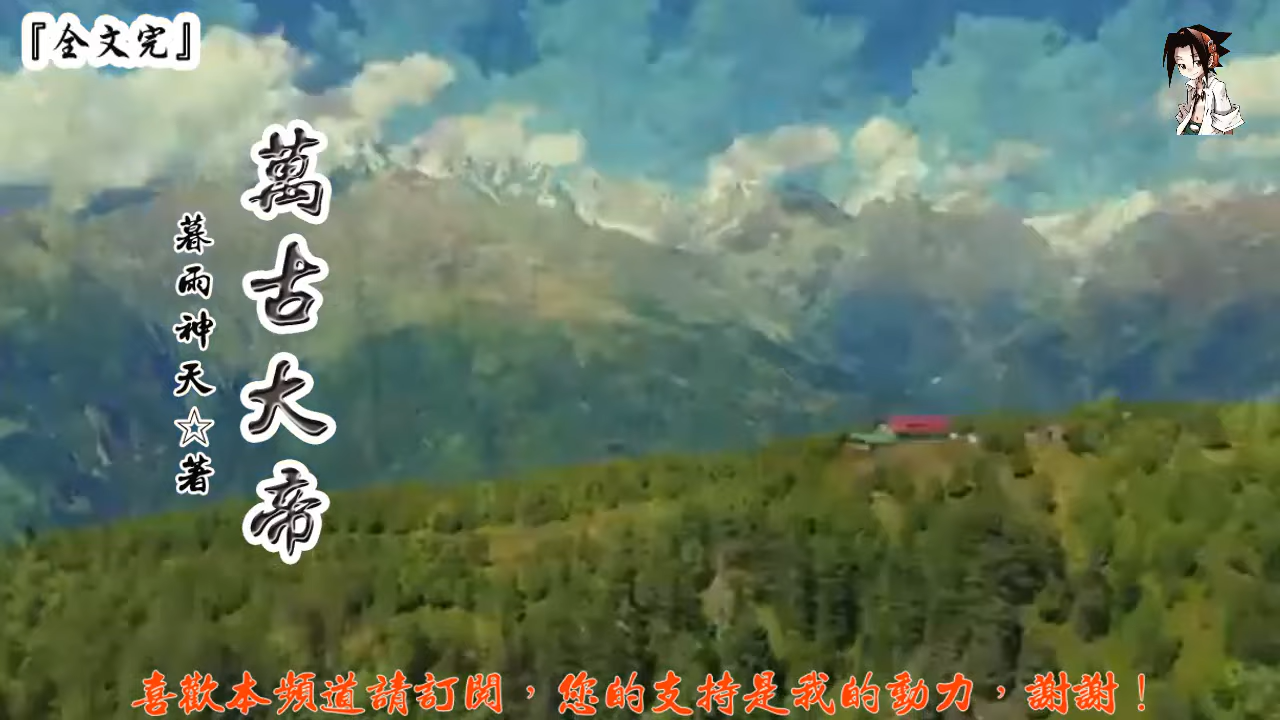 『全文完』
萬古大帝
暮雨神天☆著
喜歡本頻道請訂閱，您的支持是我的動力，謝謝！